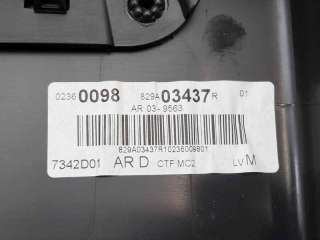 0236 0098 829A 03437 R 01
AR 03-9563
829A03437R10236009801
7342D01 AR D CTF MC2 LV M